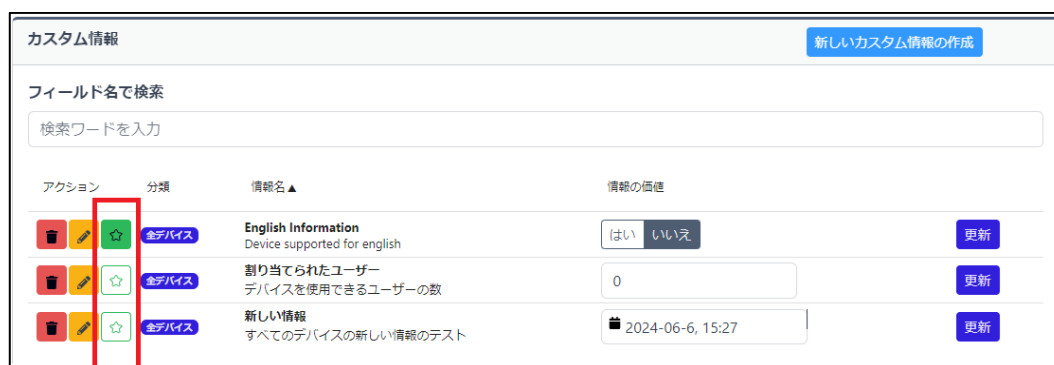 カスタム情報
新しいカスタム情報の作成
フィールド名で検索
検索ワードを入力
アクション 分類 情報名▲ 情報の価値
全デバイス English Information はい いいえ 更新
Device supported for english
全デバイス 割り当てられたユーザー 0 更新
デバイスを使用できるユーザーの数
全デバイス 新しい情報 2024-06-6, 15:27 更新
すべてのデバイスの新しい情報のテスト